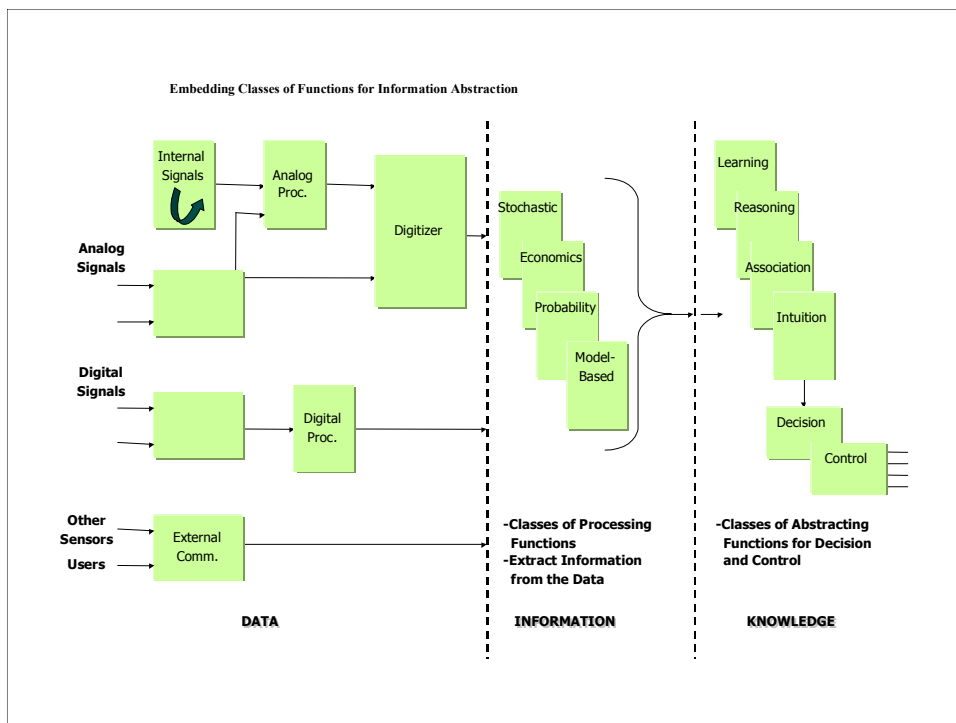 Embedding Classes of Functions for Information Abstraction
Internal
Signals
Analog
Proc.
Digitizer
Analog
Signals
Digital
Signals
Digital
Proc.
Other
Sensors
Users
External
Comm.
DATA
Stochastic
Economics
Probability
Model-
Based
-Classes of Processing
Functions
-Extract Information
from the Data
INFORMATION
Learning
Reasoning
Association
Intuition
Decision
Control
-Classes of Abstracting
Functions for Decision
and Control
KNOWLEDGE